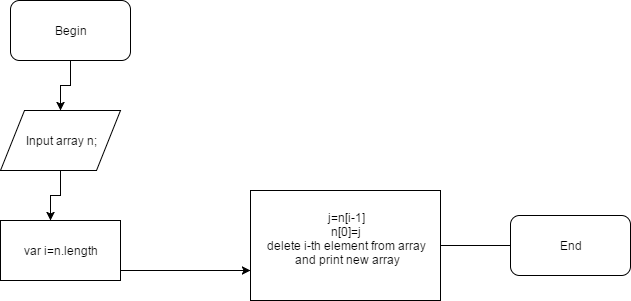 Begin
Input array n;
var i=n.length
j=n[i-1]
n[0]=j
delete i-th element from array
and print new array
End